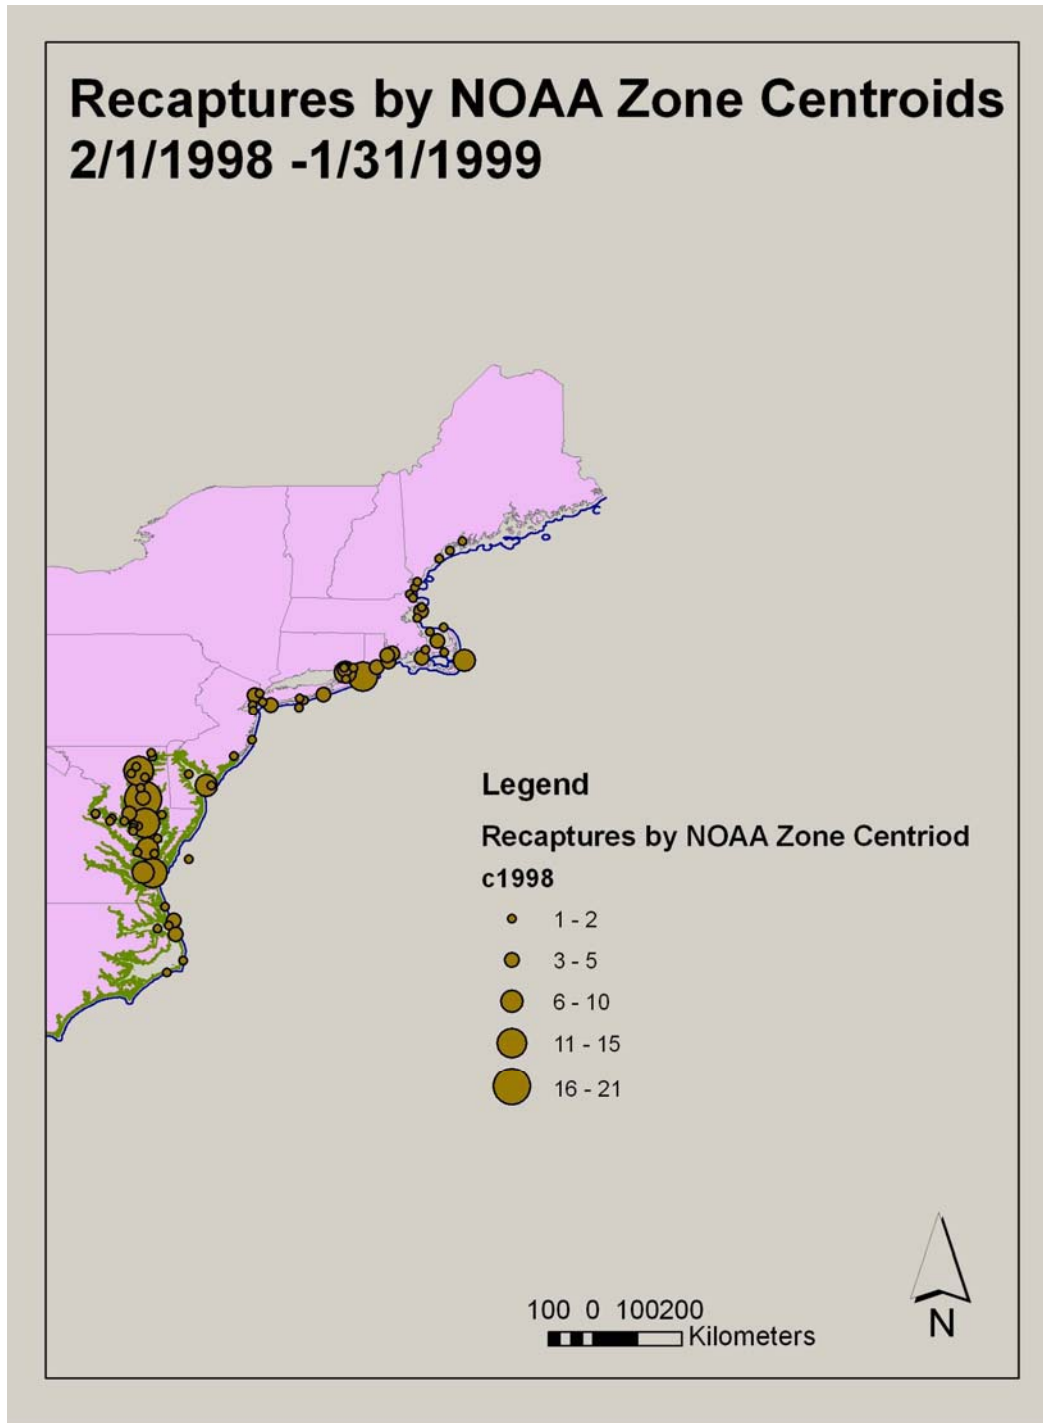 Recaptures by NOAA Zone Centroids
2/1/1998 -1/31/1999
Legend
Recaptures by NOAA Zone Centriod
c1998
1 - 2
3 - 5
6 - 10
11 - 15
16 - 21
100 0 100200
Kilometers
N